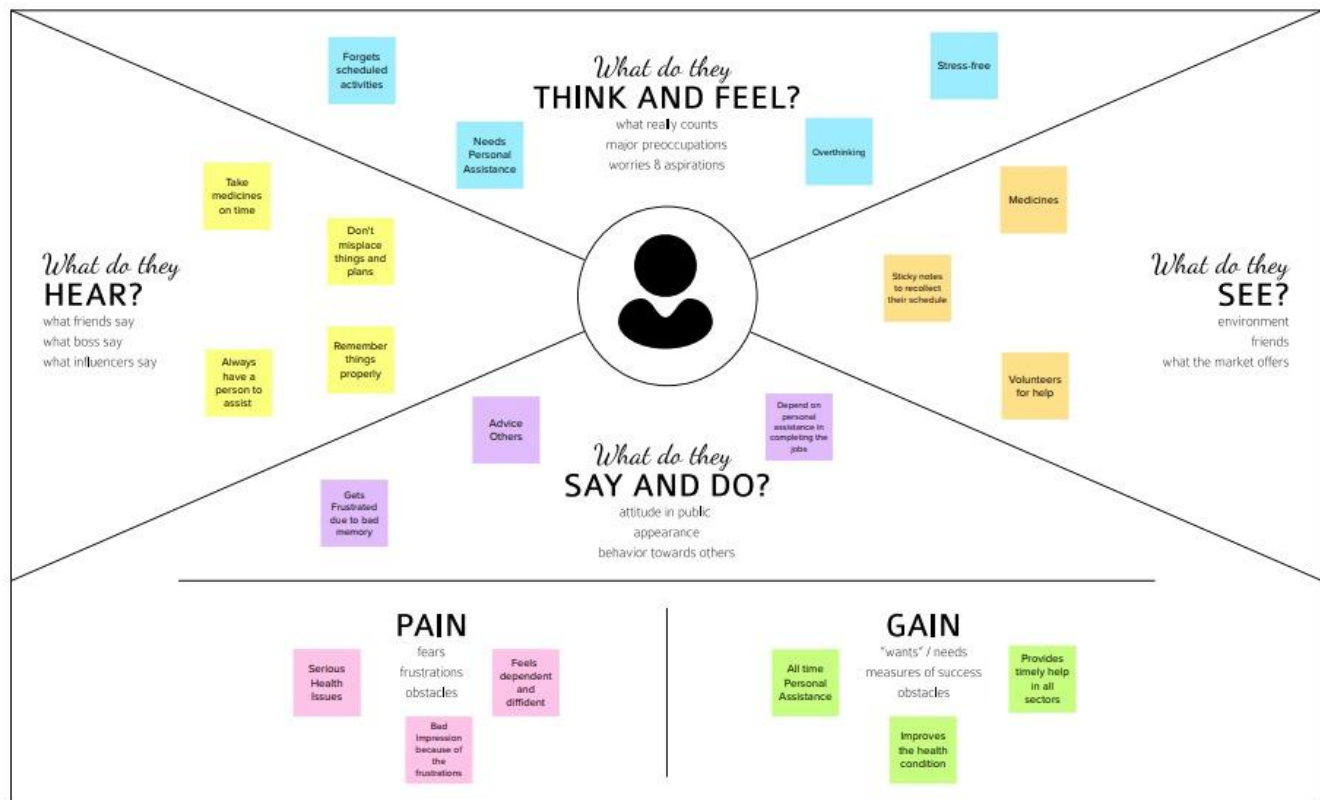 What do they
THINK AND FEEL?
what really counts
major preoccupations
worries & aspirations
Forgets
scheduled
activities
Needs
Personal
Assistance
Overthinking
Stress-free
What do they
HEAR?
what friends say
what boss say
what influencers say
Take
medicines
on time
Don't
misplace
things and
plans
Remember
things
properly
Always
have a
person to
assist
What do they
SEE?
environment
friends
what the market offers
Medicines
Sticky notes
to recollect
their schedule
Volunteers
for help
What do they
SAY AND DO?
attitude in public
appearance
behavior towards others
Advice
Others
Gets
Frustrated
due to bad
memory
Depend on
personal
assistance in
completing the
jobs
PAIN
fears
frustrations
obstacles
Serious
Health
Issues
Bad
Impression
because of
the
frustrations
Feels
dependent
and
diffident
GAIN
"wants" / needs
measures of success
obstacles
All time
Personal
Assistance
Improves
the health
condition
Provides
timely help
in all
sectors